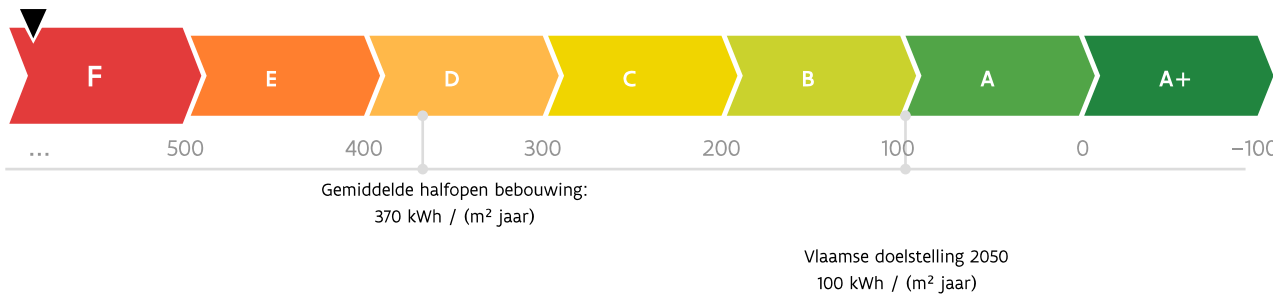 F E D C B A A+
... 500 400 300 200 100 0 −100
Gemiddelde halfopen bebouwing:
370 kWh / (m² jaar)
Vlaamse doelstelling 2050
100 kWh / (m² jaar)